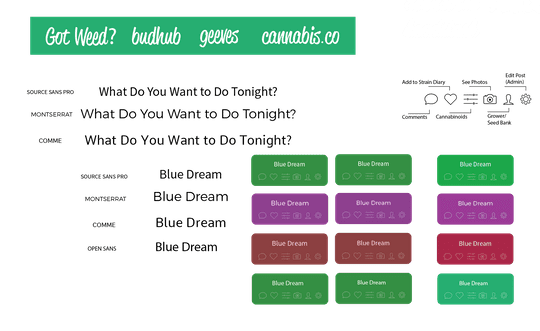 Got Weed? budhub geeves cannabis.co
SOURCE SANS PRO What Do You Want to Do Tonight?
MONTSERRAT What Do You Want to Do Tonight?
COMME What Do You Want to Do Tonight?
Edit Post
(Admin)
Add to Strain Diary See Photos
Comments Cannabinoids Grower/
Seed Bank
SOURCE SANS PRO Blue Dream
MONTSERRAT Blue Dream
COMME Blue Dream
OPEN SANS Blue Dream
Blue Dream Blue Dream Blue Dream
Blue Dream Blue Dream Blue Dream
Blue Dream Blue Dream Blue Dream
Blue Dream Blue Dream Blue Dream